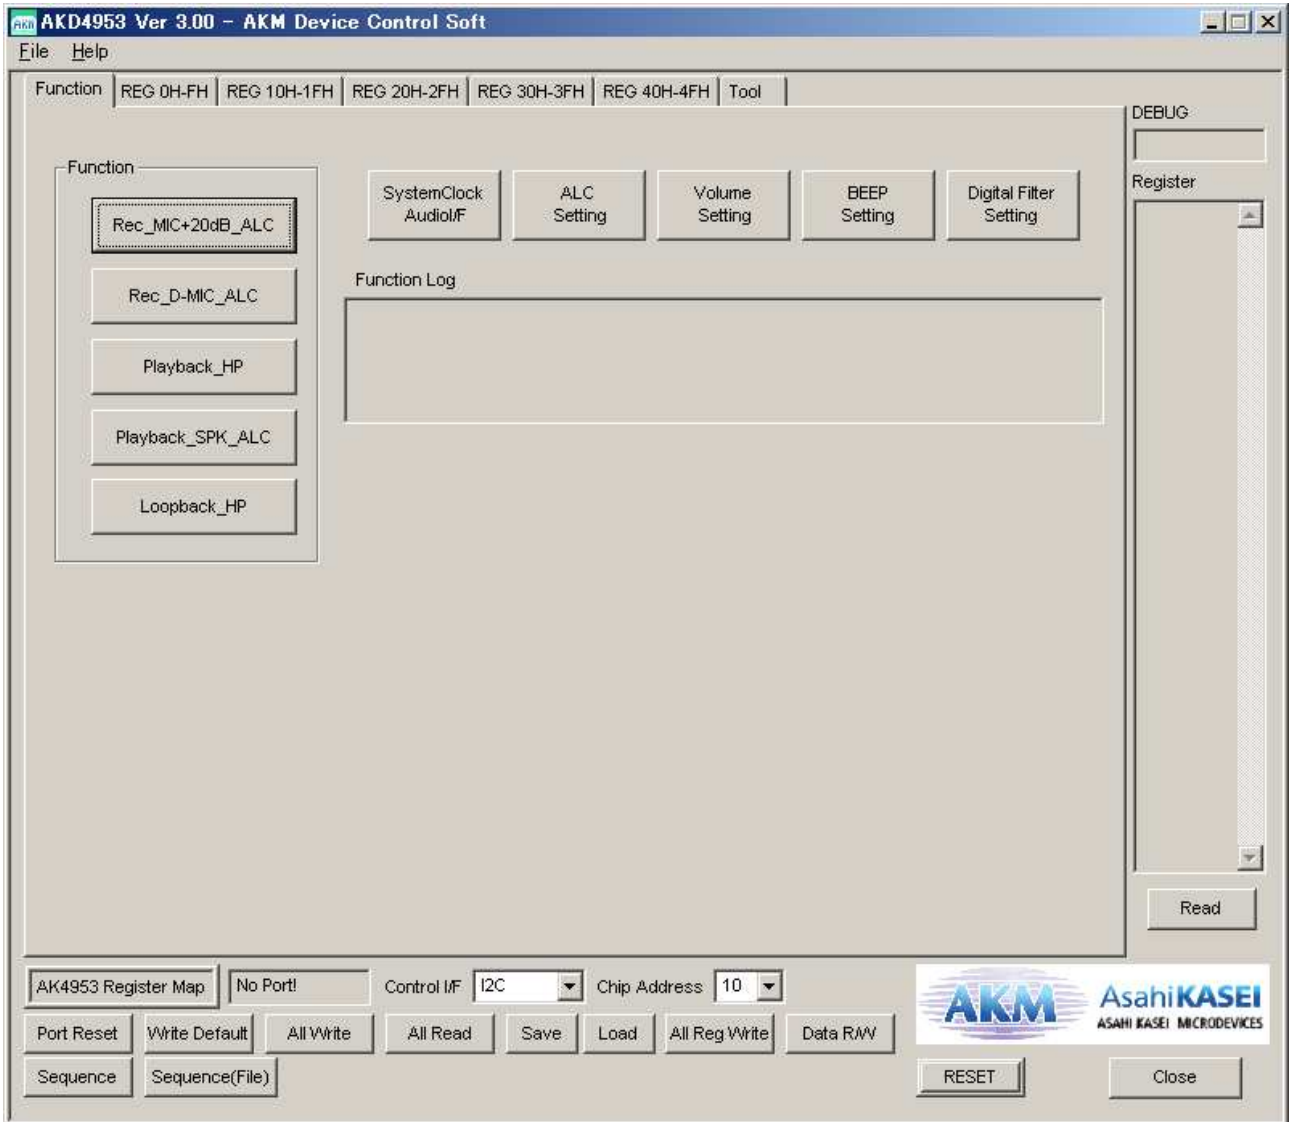 AKM AKD4953 Ver 3.00 - AKM Device Control Soft
File Help
Function REG 0H-FH REG 10H-1FH REG 20H-2FH REG 30H-3FH REG 40H-4FH Tool
DEBUG
Function
Register
SystemClock
Audio I/F
ALC
Setting
Volume
Setting
BEEP
Setting
Digital Filter
Setting
Rec_MIC+20dB_ALC
Function Log
Rec_D-MIC_ALC
Playback_HP
Playback_SPK_ALC
Loopback_HP
Read
AK4953 Register Map No Port! Control I/F I2C Chip Address 10
AKM
AsahiKASEI
ASAHI KASEI MICRODEVICES
Port Reset Write Default All Write All Read Save Load All Reg Write Data R/W
Sequence Sequence(File) RESET Close